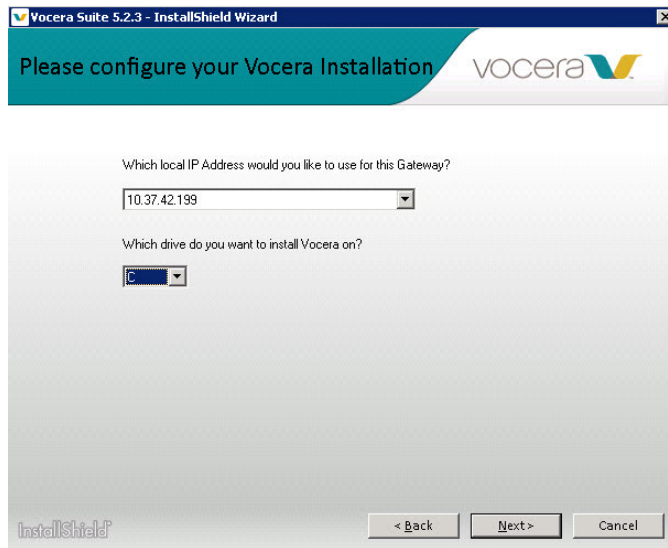 Vocera Suite 5.2.3 - InstallShield Wizard
Please configure your Vocera Installation
vocera
Which local IP Address would you like to use for this Gateway?
10.37.42.199
Which drive do you want to install Vocera on?
C
InstallShield
< Back
Next >
Cancel